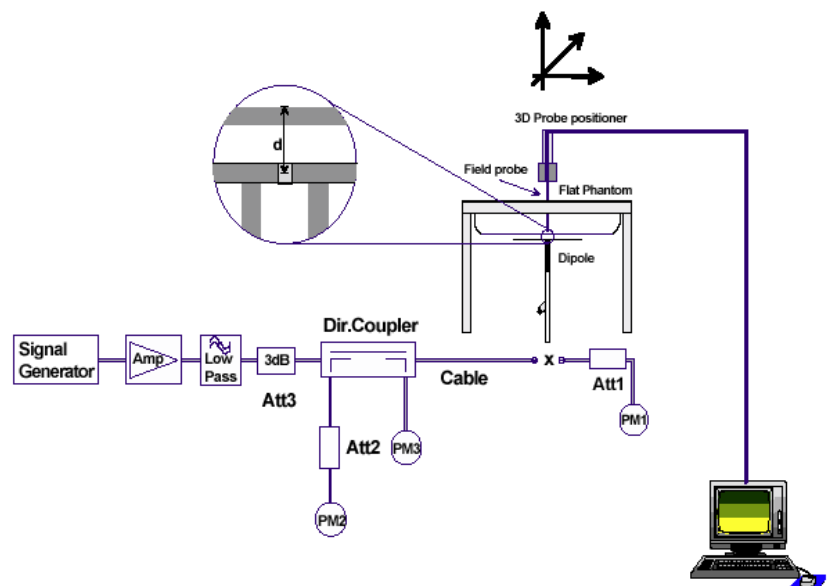 3D Probe positioner
d
Field probe
Flat Phantom
Dipole
Dir.Coupler
Signal
Generator
Amp
Low
Pass
3dB
Cable
x
Att1
Att3
PM1
Att2
PM3
PM2